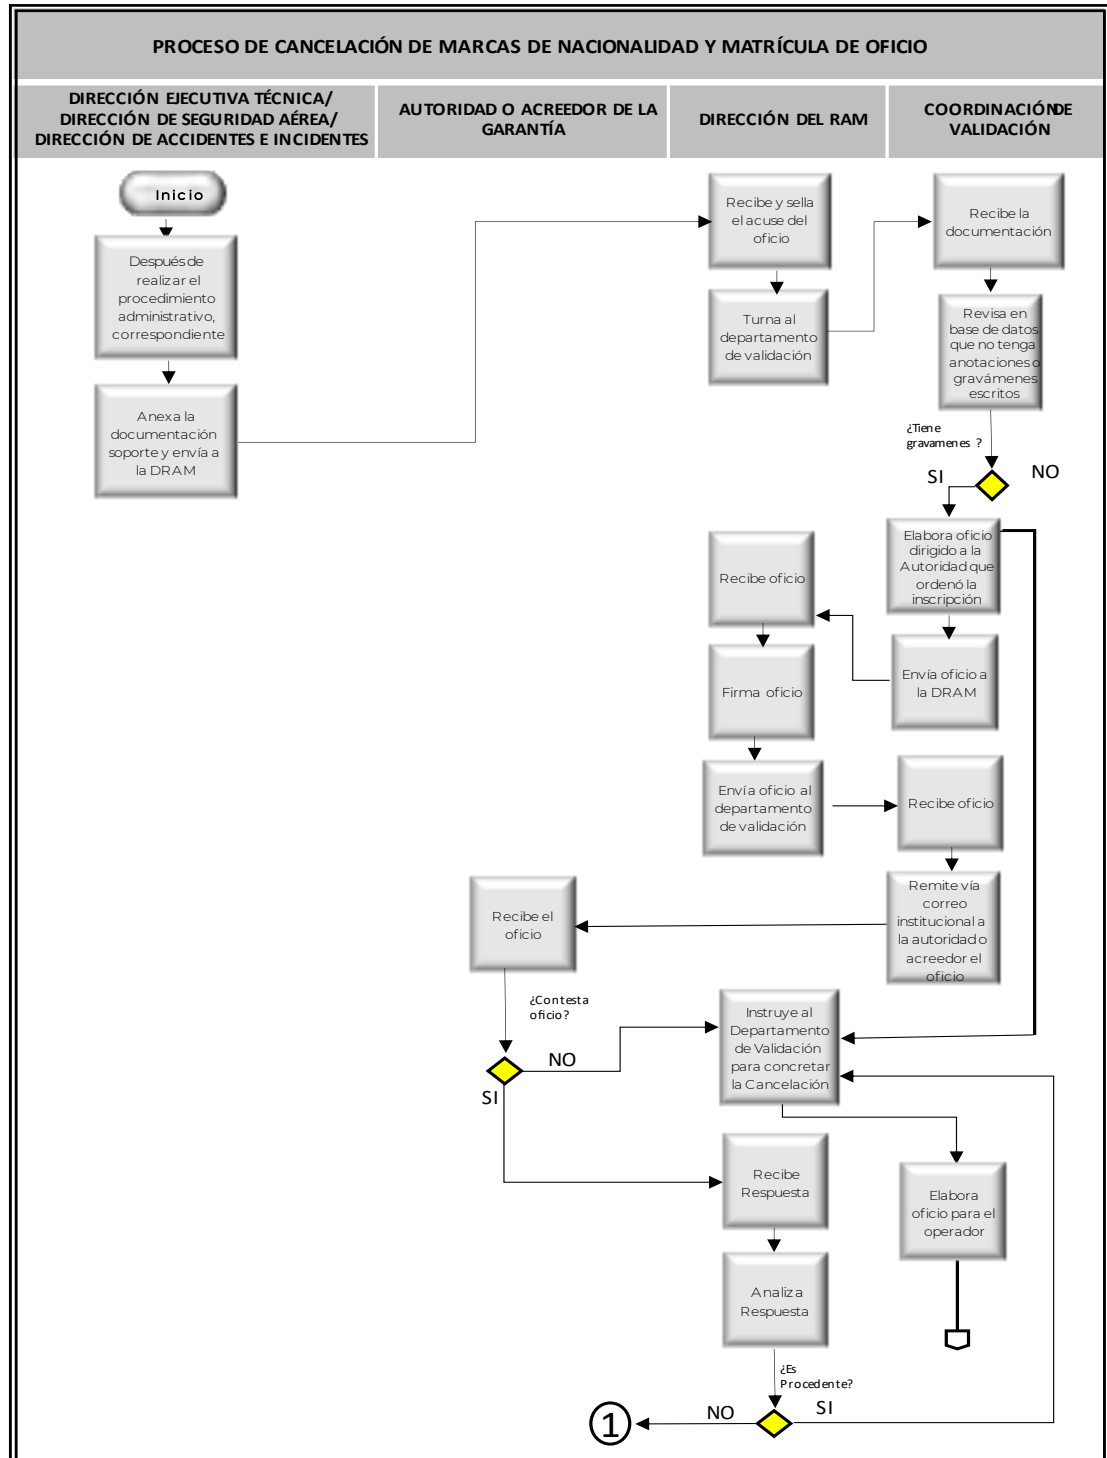 PROCESO DE CANCELACIÓN DE MARCAS DE NACIONALIDAD Y MATRÍCULA DE OFICIO
DIRECCIÓN EJECUTIVA TÉCNICA/
DIRECCIÓN DE SEGURIDAD AÉREA/
DIRECCIÓN DE ACCIDENTES E INCIDENTES
AUTORIDAD O ACREEDOR DE LA
GARANTÍA
DIRECCIÓN DEL RAM
COORDINACIÓN DE
VALIDACIÓN
Inicio
Después de
realizar el
procedimiento
administrativo,
correspondiente
Anexa la
documentación
soporte y envía a
la DRAM
Recibe y sella
el acuse del
oficio
Turna al
departamento
de validación
Recibe la
documentación
Revisa en
base de datos
que no tenga
anotaciones o
gravámenes
escritos
¿Tiene
gravamenes ?
SI
NO
Elabora oficio
dirigido a la
Autoridad que
ordenó la
inscripción
Envía oficio a
la DRAM
Recibe oficio
Firma oficio
Envía oficio al
departamento
de validación
Recibe oficio
Remite vía
correo
institucional a
la autoridad o
acreedor el
oficio
Recibe el
oficio
¿Contesta
oficio?
NO
SI
Instruye al
Departamento
de Validación
para concretar
la Cancelación
Recibe
Respuesta
Elabora
oficio para el
operador
Analiza
Respuesta
¿Es
Procedente?
NO
SI
1